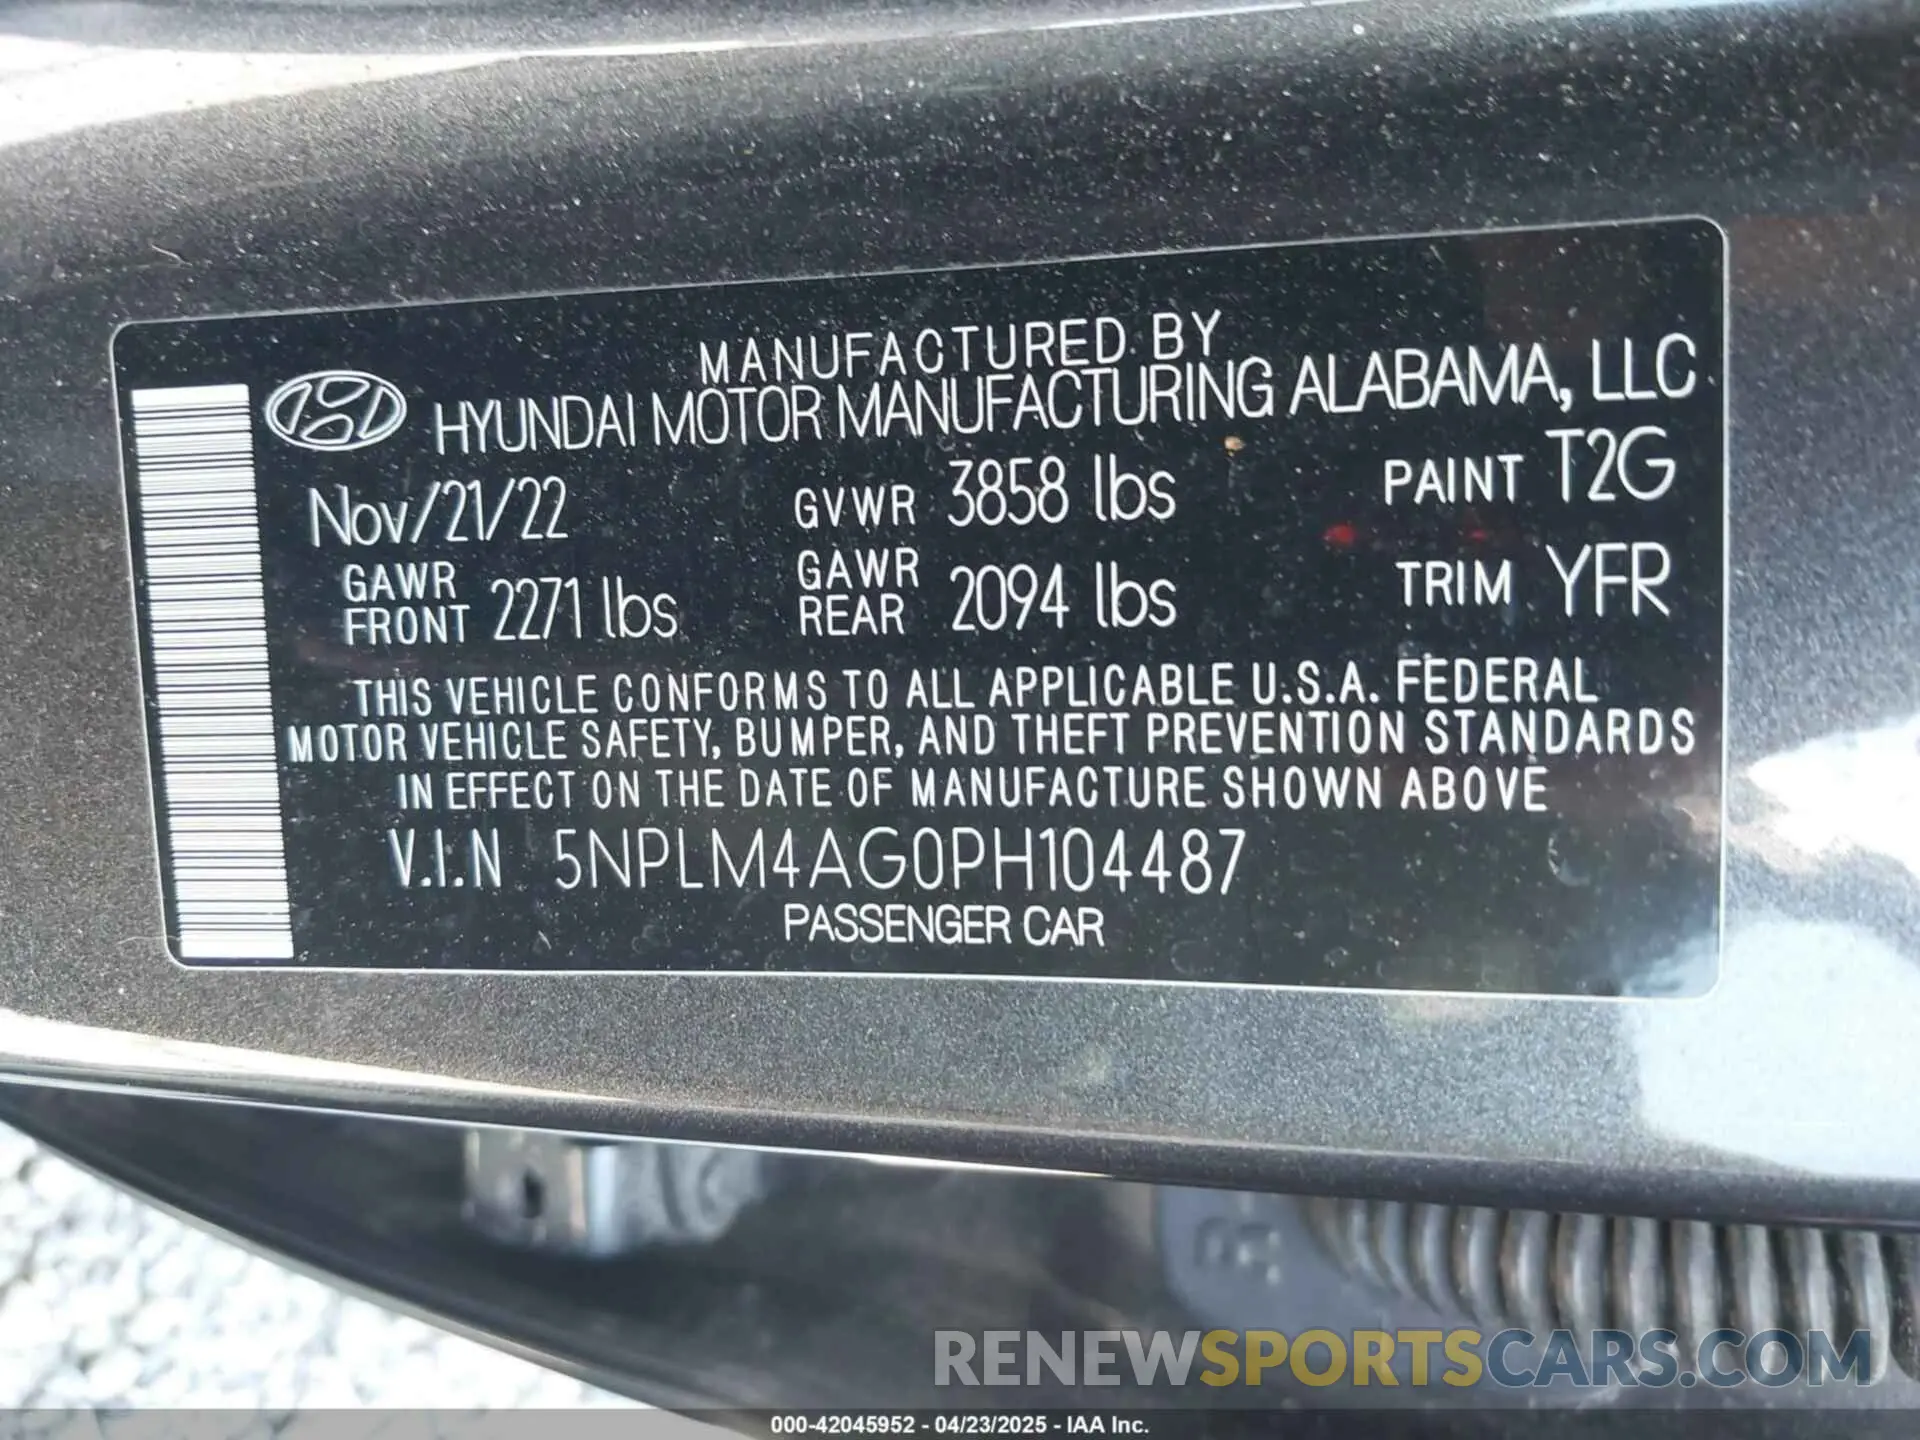 MANUFACTURED BY
HYUNDAI MOTOR MANUFACTURING ALABAMA, LLC
Nov/21/22 GVWR 3858 lbs PAINT T2G
GAWR FRONT 2271 lbs GAWR REAR 2094 lbs TRIM YFR
THIS VEHICLE CONFORMS TO ALL APPLICABLE U.S.A. FEDERAL
MOTOR VEHICLE SAFETY, BUMPER, AND THEFT PREVENTION STANDARDS
IN EFFECT ON THE DATE OF MANUFACTURE SHOWN ABOVE
V.I.N 5NPLM4AG0PH104487
PASSENGER CAR
RENEWSPORTSCARS.COM
000-42045952 - 04/23/2025 - IAA Inc.